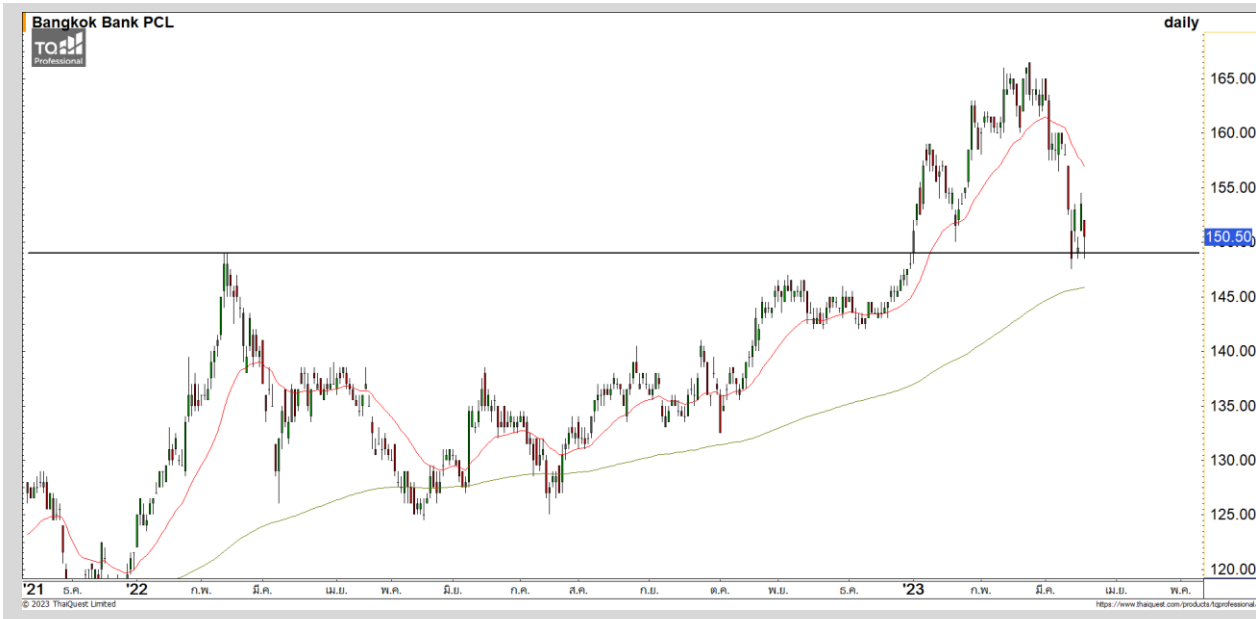 Bangkok Bank PCL
daily
TQ
Professional
165.00
160.00
155.00
150.50
145.00
140.00
135.00
130.00
125.00
120.00
'21 ธ.ค. '22 ก.พ. มี.ค. เม.ย. พ.ค. มิ.ย. ก.ค. ส.ค. ก.ย. ต.ค. พ.ย. ธ.ค. '23 ก.พ. มี.ค. เม.ย. พ.ค.
© 2023 ThaiQuest Limited
https://www.thaiquest.com/products/tqprofessional